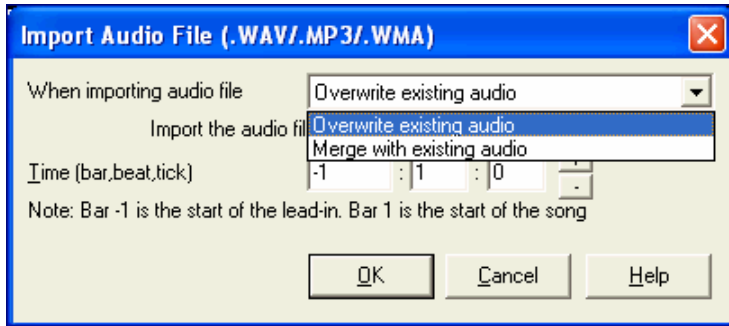 Import Audio File (.WAV/.MP3/.WMA)
When importing audio file Overwrite existing audio
Import the audio fil Overwrite existing audio
Merge with existing audio
Time (bar,beat,tick) -1 : 1 : 0 -
Note: Bar -1 is the start of the lead-in. Bar 1 is the start of the song
OK Cancel Help